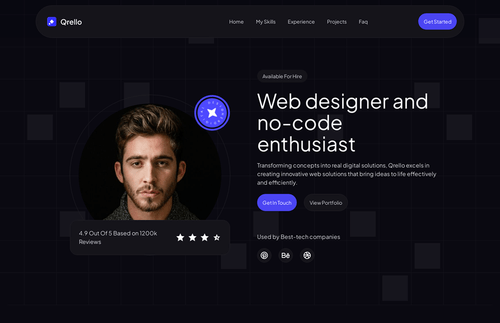 Qrello
Home
My Skills
Experience
Projects
Faq
Get Started
Available For Hire
Web designer and
no-code
enthusiast
Transforming concepts into real digital solutions, Qrello excels in
creating innovative web solutions that bring ideas to life effectively
and efficiently.
Get In Touch
View Portfolio
4.9 Out Of 5 Based on 1200k
Reviews
Used by Best-tech companies
Bē